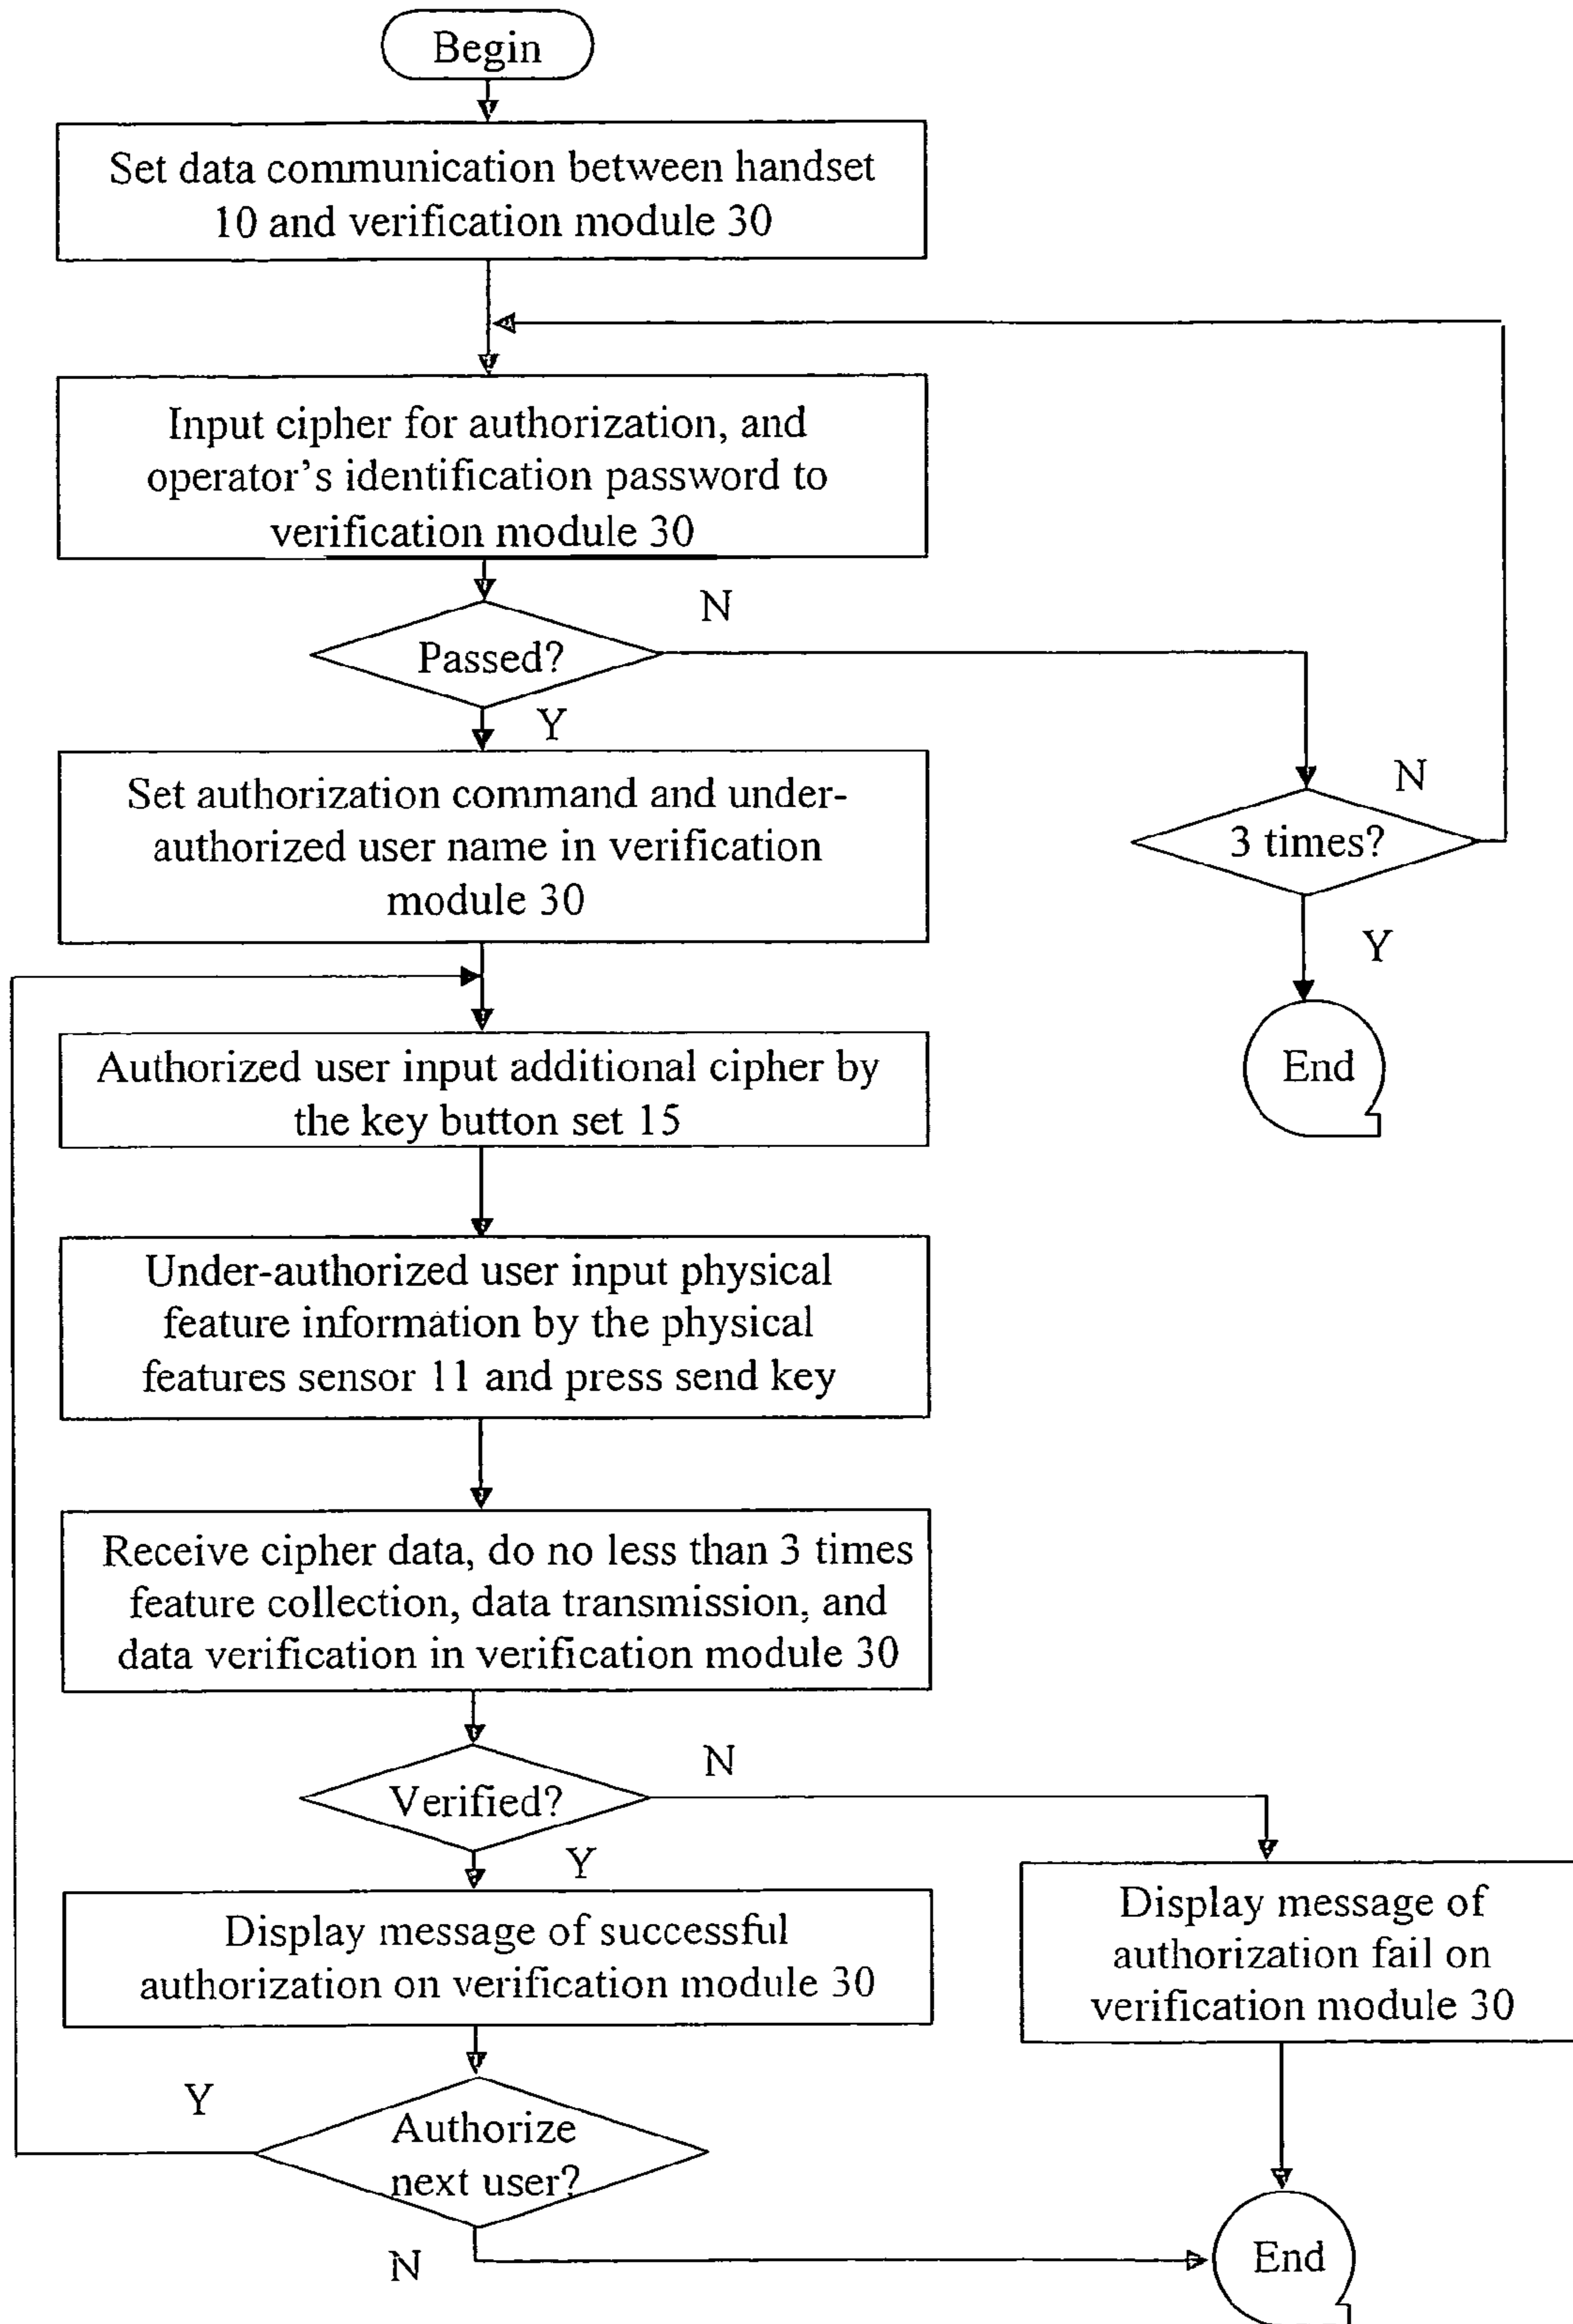 Begin
Set data communication between handset
10 and verification module 30
Input cipher for authorization, and
operator's identification password to
verification module 30
N
Passed?
Y
Set authorization command and under-
authorized user name in verification
module 30
N
3 times?
Y
End
Authorized user input additional cipher by
the key button set 15
Under-authorized user input physical
feature information by the physical
features sensor 11 and press send key
Receive cipher data, do no less than 3 times
feature collection, data transmission, and
data verification in verification module 30
N
Verified?
Y
Display message of successful
authorization on verification module 30
Display message of
authorization fail on
verification module 30
Y
Authorize
next user?
N
End